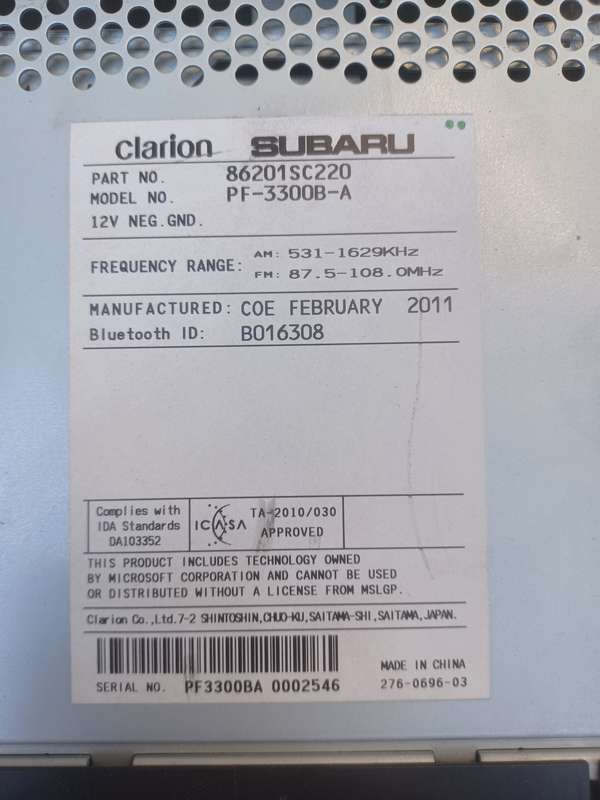 clarion SUBARU
PART NO. 86201SC220
MODEL NO. PF-3300B-A
12V NEG.GND.
FREQUENCY RANGE: AM: 531-1629KHz
FM: 87.5-108.0MHz
MANUFACTURED: COE FEBRUARY 2011
Bluetooth ID: B016308
Complies with
IDA Standards
DA103352
ICASA TA-2010/030
APPROVED
THIS PRODUCT INCLUDES TECHNOLOGY OWNED
BY MICROSOFT CORPORATION AND CANNOT BE USED
OR DISTRIBUTED WITHOUT A LICENSE FROM MSLGP.
Clarion Co.,Ltd.7-2 SHINTOSHIN,CHUO-KU,SAITAMA-SHI,SAITAMA,JAPAN.
MADE IN CHINA
SERIAL NO. PF3300BA 0002546 276-0696-03